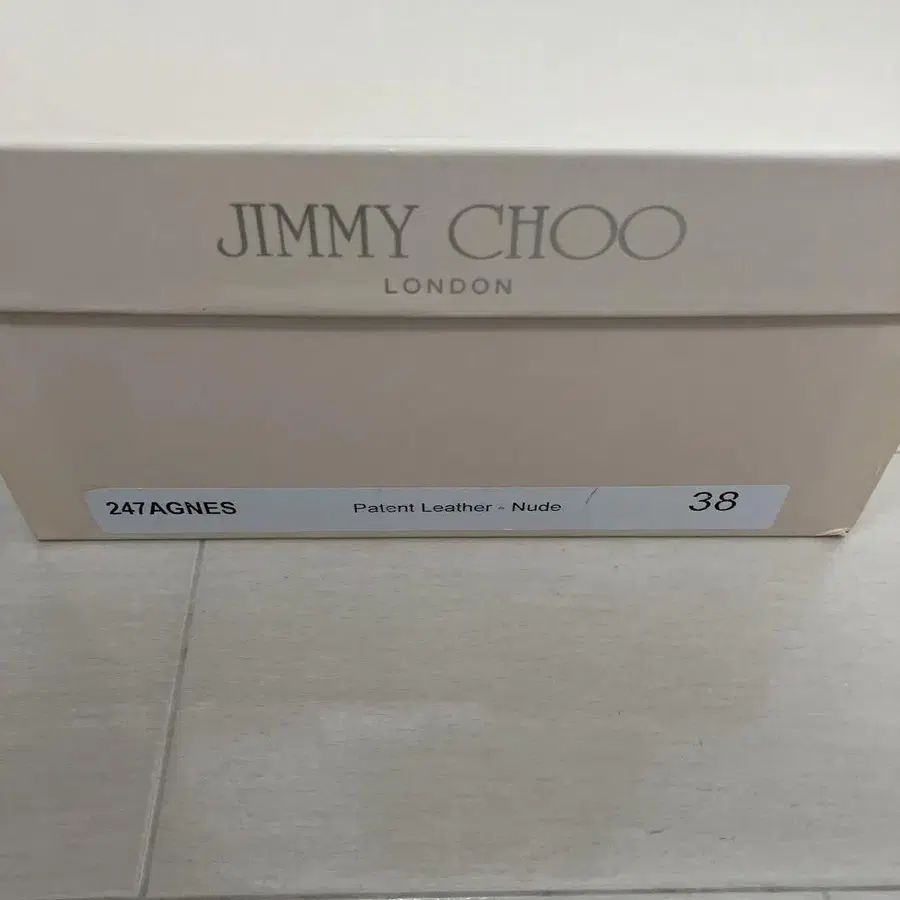 JIMMY CHOO
LONDON
247AGNES Patent Leather - Nude 38